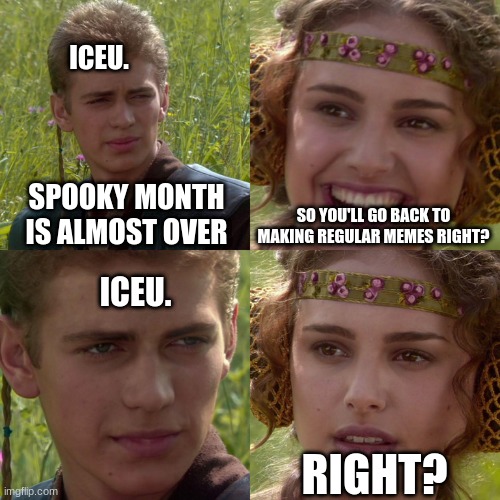 ICEU.
SPOOKY MONTH
IS ALMOST OVER
SO YOU'LL GO BACK TO
MAKING REGULAR MEMES RIGHT?
ICEU.
RIGHT?
imgflip.com